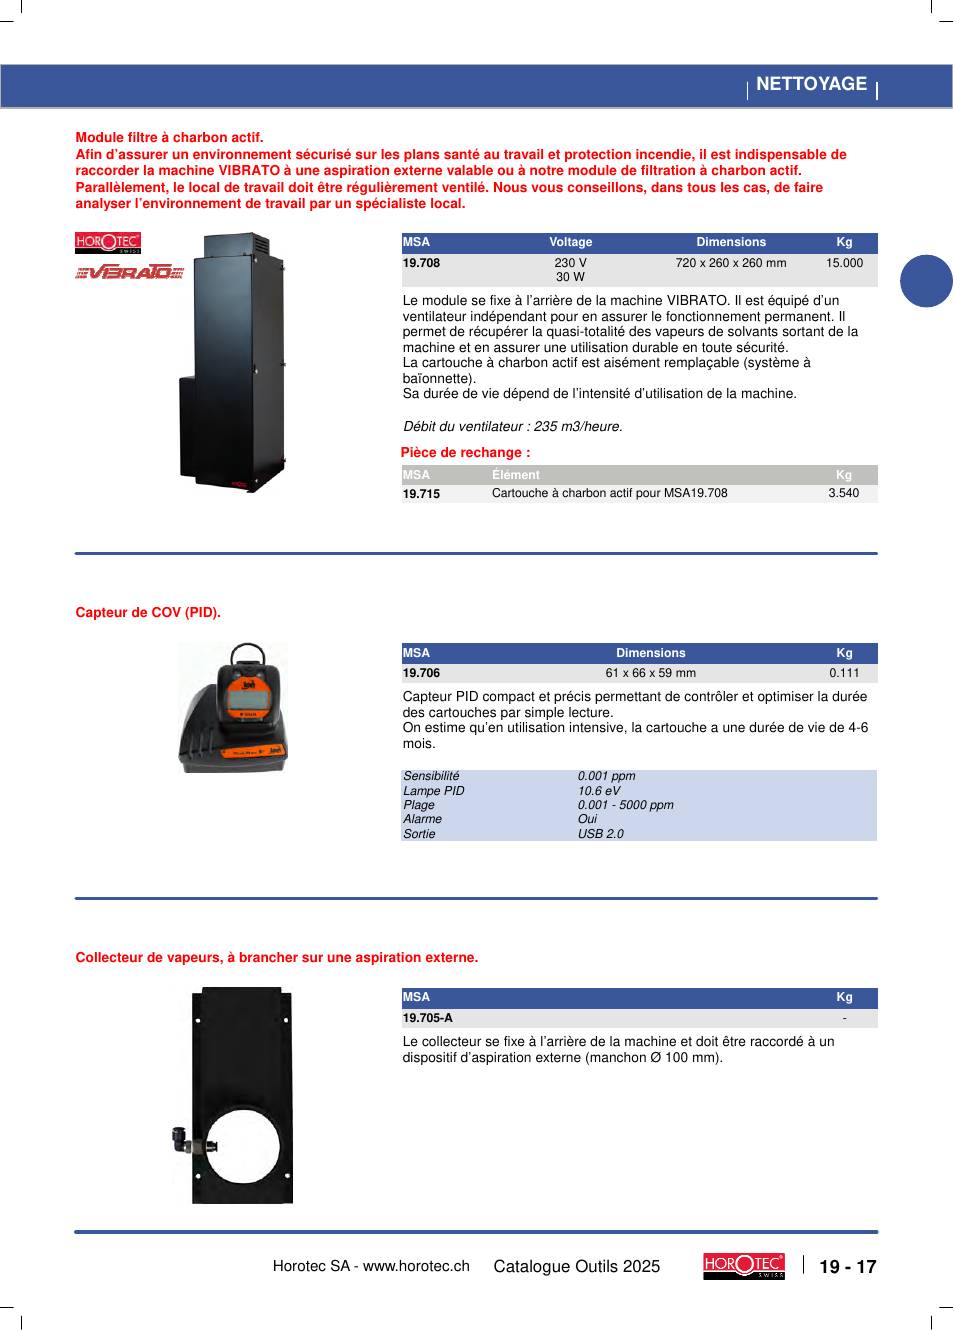 NETTOYAGE
Module filtre à charbon actif.
Afin d'assurer un environnement sécurisé sur les plans santé au travail et protection incendie, il est indispensable de
raccorder la machine VIBRATO à une aspiration externe valable ou à notre module de filtration à charbon actif.
Parallèlement, le local de travail doit être régulièrement ventilé. Nous vous conseillons, dans tous les cas, de faire
analyser l'environnement de travail par un spécialiste local.
HOROTEC®
SWISS
VIBRATO
MSA Voltage Dimensions Kg
19.708 230 V 720 x 260 x 260 mm 15.000
30 W
Le module se fixe à l'arrière de la machine VIBRATO. Il est équipé d'un
ventilateur indépendant pour en assurer le fonctionnement permanent. Il
permet de récupérer la quasi-totalité des vapeurs de solvants sortant de la
machine et en assurer une utilisation durable en toute sécurité.
La cartouche à charbon actif est aisément remplaçable (système à
baïonnette).
Sa durée de vie dépend de l'intensité d'utilisation de la machine.
Débit du ventilateur : 235 m3/heure.
Pièce de rechange :
MSA Élément Kg
19.715 Cartouche à charbon actif pour MSA19.708 3.540
Capteur de COV (PID).
MSA Dimensions Kg
19.706 61 x 66 x 59 mm 0.111
Capteur PID compact et précis permettant de contrôler et optimiser la durée
des cartouches par simple lecture.
On estime qu'en utilisation intensive, la cartouche a une durée de vie de 4-6
mois.
Sensibilité 0.001 ppm
Lampe PID 10.6 eV
Plage 0.001 - 5000 ppm
Alarme Oui
Sortie USB 2.0
Collecteur de vapeurs, à brancher sur une aspiration externe.
MSA Kg
19.705-A -
Le collecteur se fixe à l'arrière de la machine et doit être raccordé à un
dispositif d'aspiration externe (manchon Ø 100 mm).
Horotec SA - www.horotec.ch Catalogue Outils 2025 HOROTEC® SWISS 19 - 17